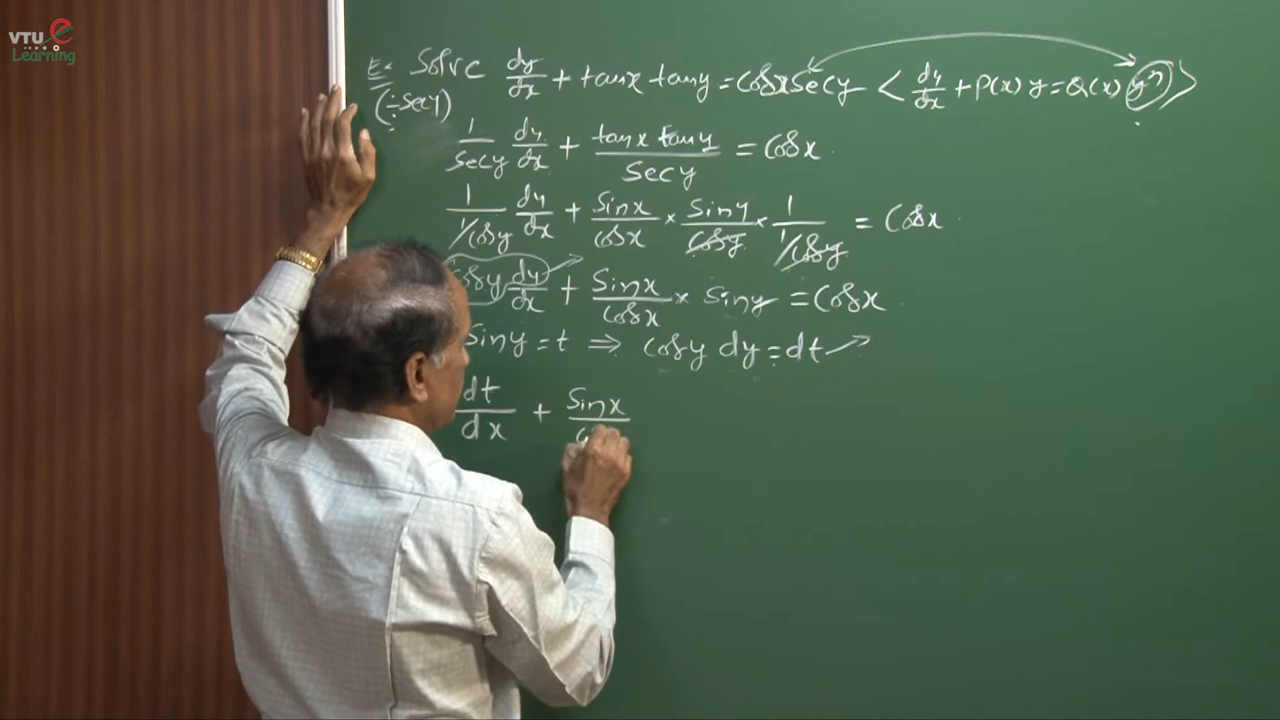 VTU e
Learning
Ex Solve dy/dx + tanx tany = cosx secy < dy/dx + P(x) y = Q(x) yⁿ >
(÷ secy)
1/secy dy/dx + tanx tany/secy = cosx
1/(1/cosy) dy/dx + sinx/cosx × siny/cosy × 1/(1/cosy) = cosx
cosy dy/dx + sinx/cosx × siny = cosx
siny = t ⇒ cosy dy = dt
dt/dx + sinx/